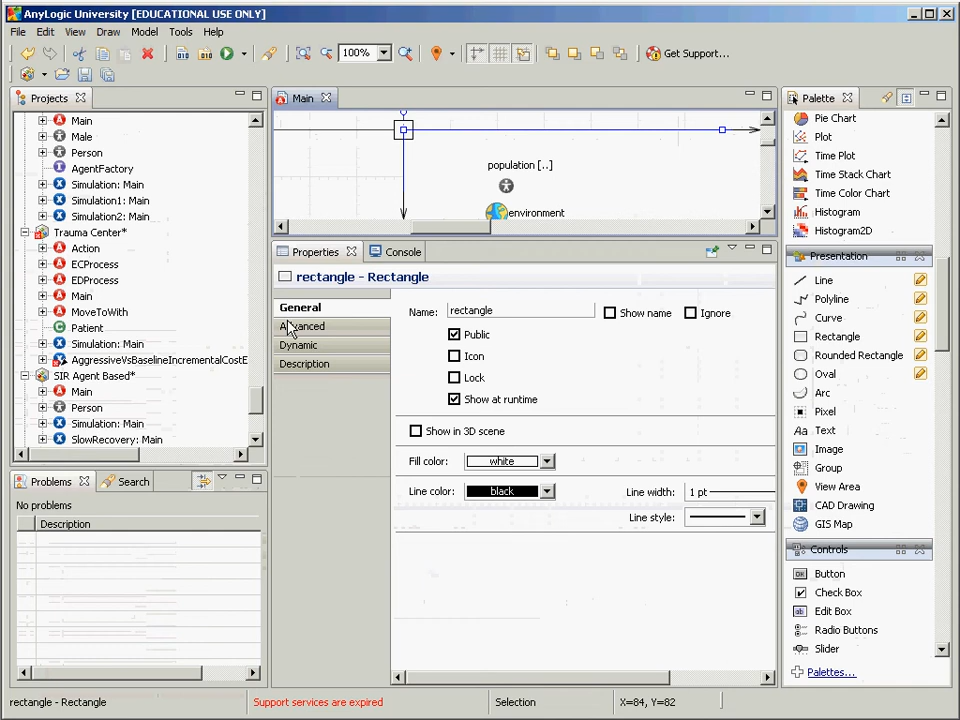 AnyLogic University [EDUCATIONAL USE ONLY]
File Edit View Draw Model Tools Help
100% Get Support...
Projects
Main
Male
Person
AgentFactory
Simulation: Main
Simulation1: Main
Simulation2: Main
Trauma Center*
Action
ECProcess
EDProcess
Main
MoveToWith
Patient
Simulation: Main
AggressiveVsBaselineIncrementalCostE
SIR Agent Based*
Main
Person
Simulation: Main
SlowRecovery: Main
Problems Search
No problems
Description
Main
population [..]
environment
Properties Console
rectangle - Rectangle
General
Advanced
Dynamic
Description
Name: rectangle Show name Ignore
Public
Icon
Lock
Show at runtime
Show in 3D scene
Fill color: white
Line color: black Line width: 1 pt
Line style:
Palette
Pie Chart
Plot
Time Plot
Time Stack Chart
Time Color Chart
Histogram
Histogram2D
Presentation
Line
Polyline
Curve
Rectangle
Rounded Rectangle
Oval
Arc
Pixel
Text
Image
Group
View Area
CAD Drawing
GIS Map
Controls
Button
Check Box
Edit Box
Radio Buttons
Slider
Palettes...
rectangle - Rectangle Support services are expired Selection X=84, Y=82